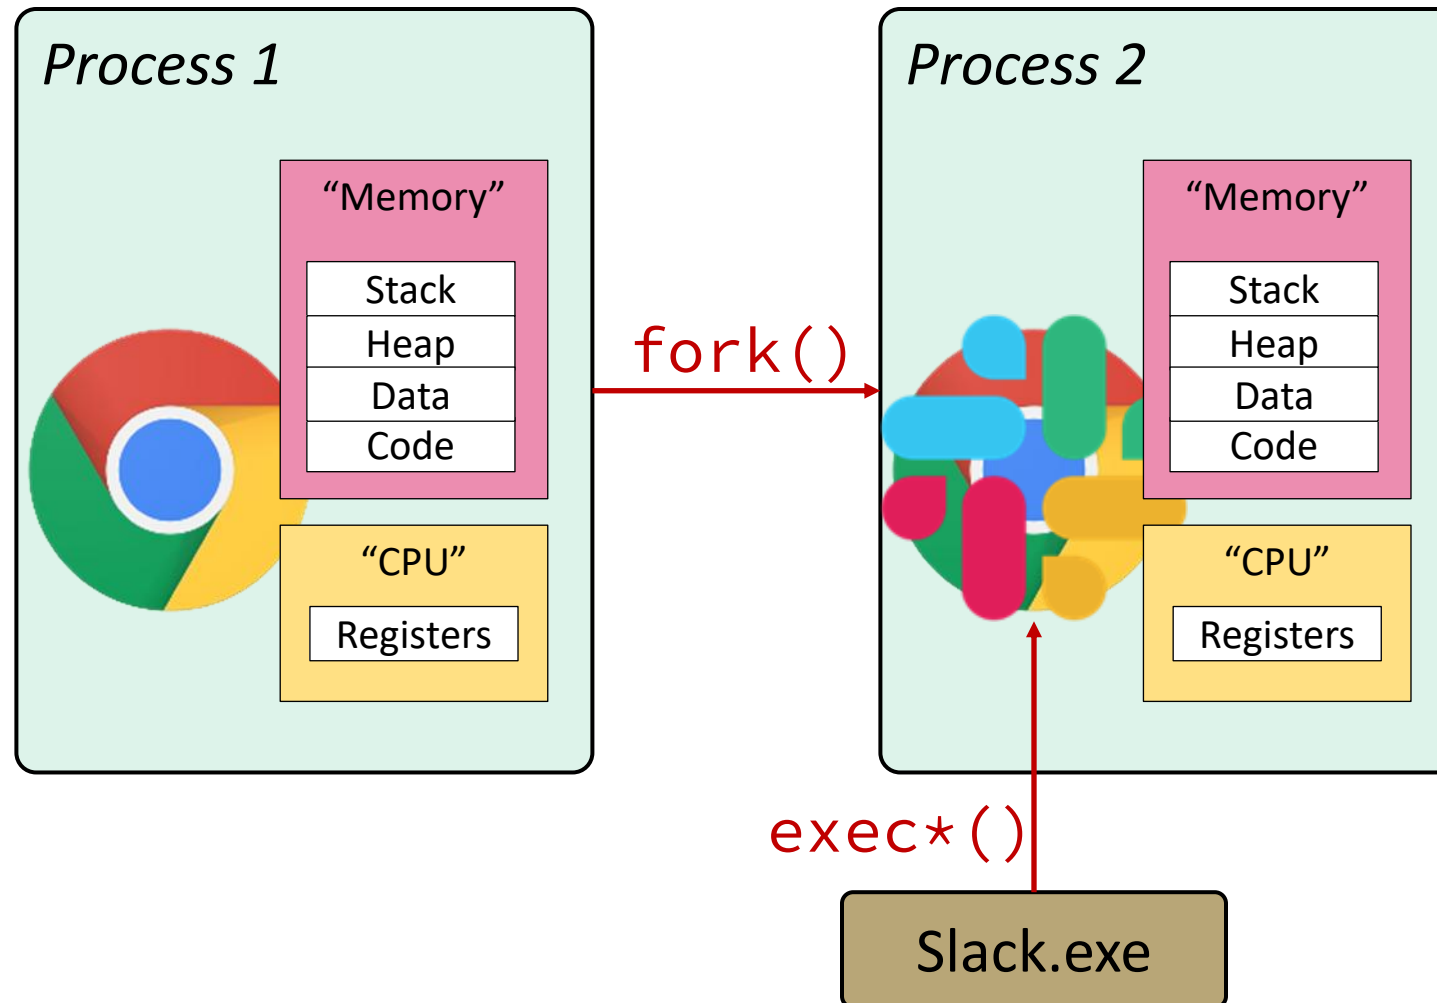 Process 1
“Memory”
Stack
Heap
Data
Code
“CPU”
Registers
fork()
Process 2
“Memory”
Stack
Heap
Data
Code
“CPU”
Registers
exec*()
Slack.exe